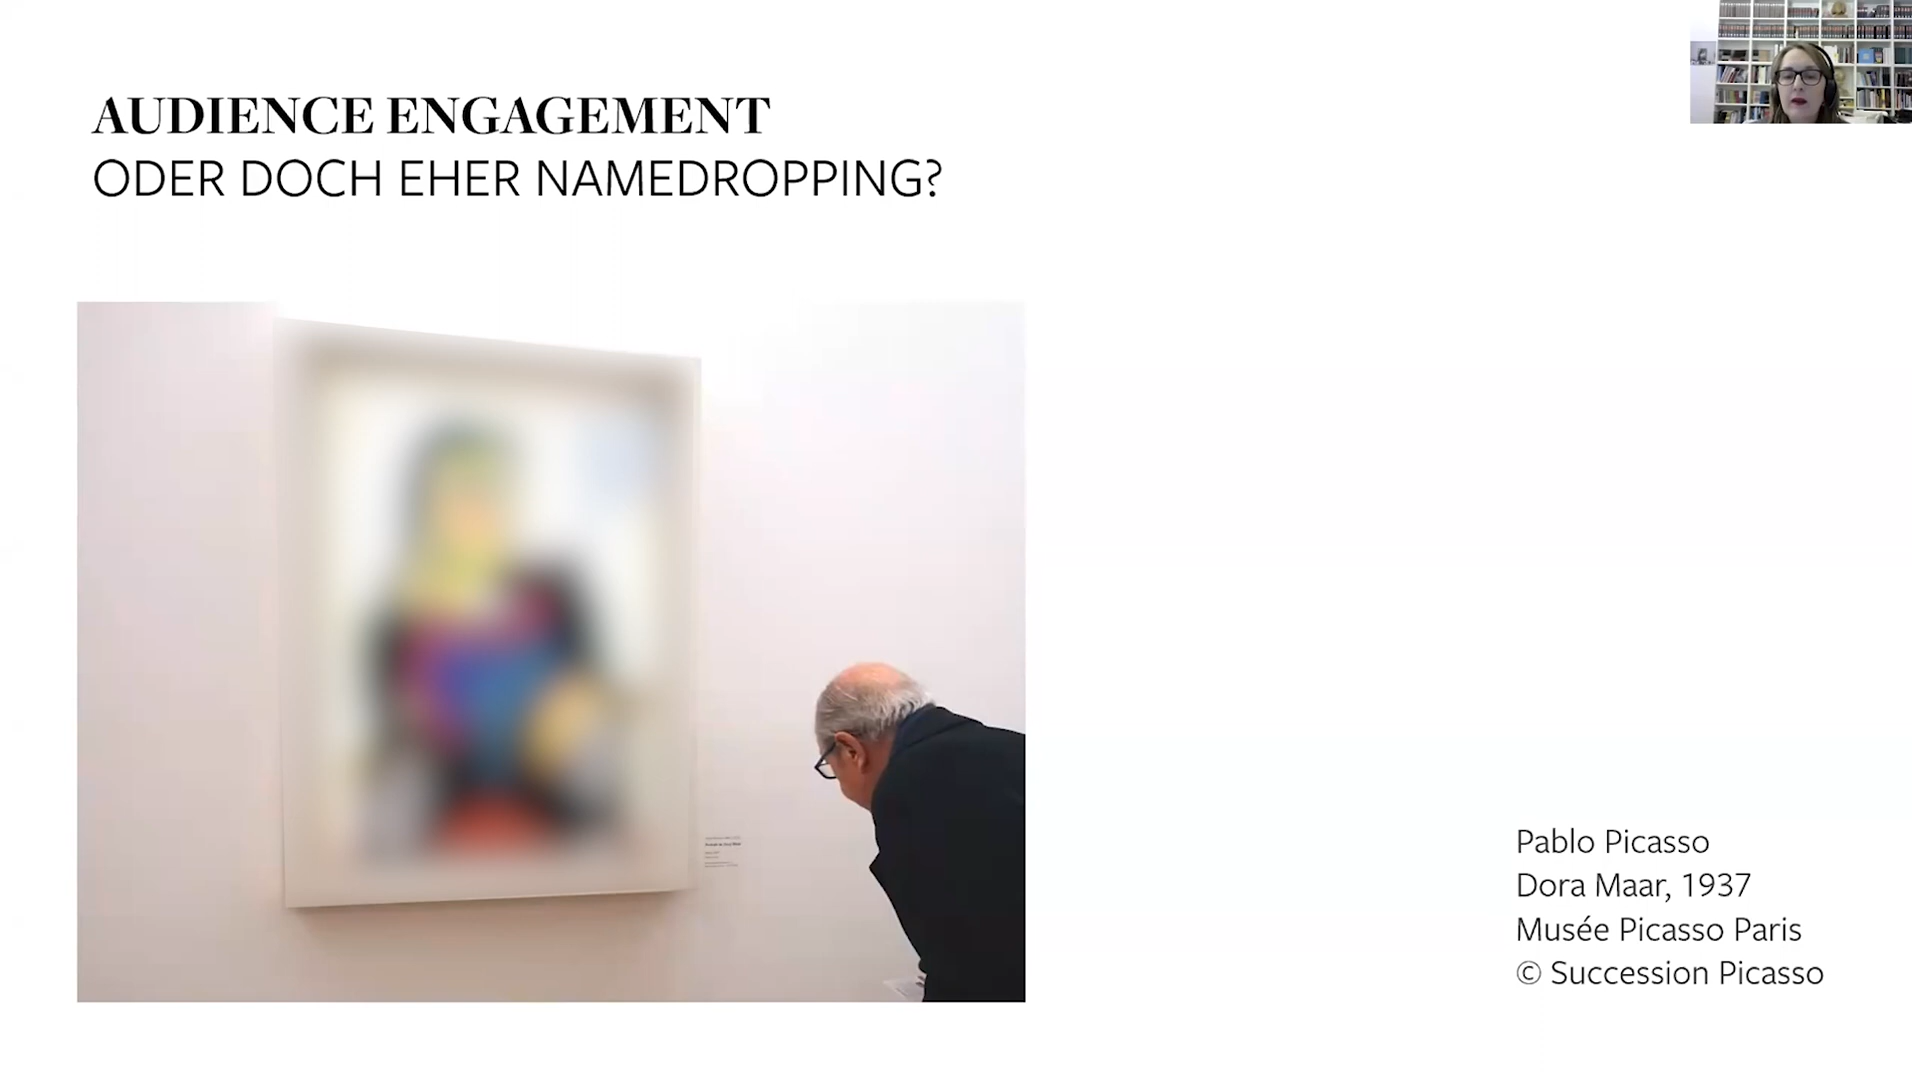 AUDIENCE ENGAGEMENT
ODER DOCH EHER NAMEDROPPING?
Pablo Picasso
Dora Maar, 1937
Musée Picasso Paris
© Succession Picasso